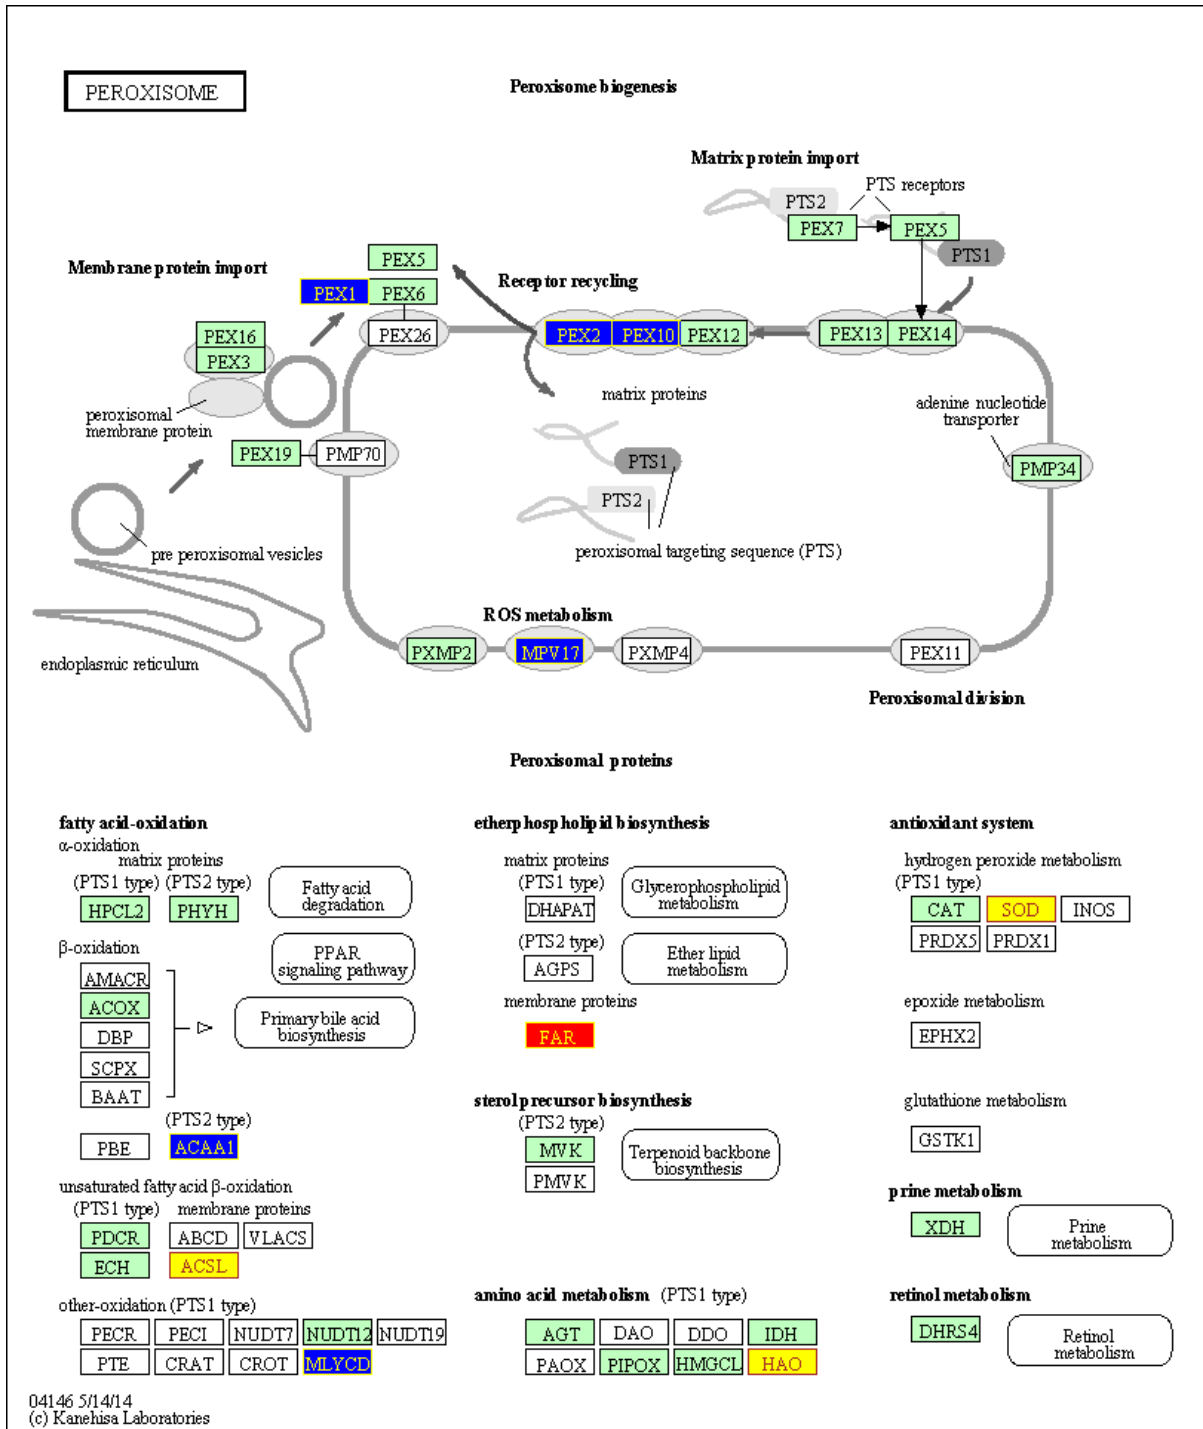 PEROXISOME
Peroxisome biogenesis
Matrix protein import
PTS receptors
PTS2
PEX7
PEX5
PTS1
Membrane protein import
PEX5
PEX1
PEX6
PEX26
Receptor recycling
PEX2
PEX10
PEX12
PEX13
PEX14
PEX16
PEX3
peroxisomal
membrane protein
matrix proteins
adenine nucleotide
transporter
PEX19
PMP70
PTS1
PMP34
PTS2
pre peroxisomal vesicles
peroxisomal targeting sequence (PTS)
ROS metabolism
endoplasmic reticulum
PXMP2
MPV17
PXMP4
PEX11
Peroxisomal division
Peroxisomal proteins
fatty acid-oxidation
α-oxidation
matrix proteins
(PTS1 type) (PTS2 type)
HPCL2
PHYH
Fatty acid
degradation
β-oxidation
PPAR
signaling pathway
AMACR
ACOX
DBP
SCPX
BAAT
Primary bile acid
biosynthesis
(PTS2 type)
PBE
ACAA1
unsaturated fatty acid β-oxidation
(PTS1 type) membrane proteins
PDCR
ABCD
VLACS
ECH
ACSL
other-oxidation (PTS1 type)
PECR
PECI
NUDT7
NUDT12
NUDT19
PTE
CRAT
CROT
MLYCD
etherphospholipid biosynthesis
matrix proteins
(PTS1 type)
DHAPAT
Glycerophospholipid
metabolism
(PTS2 type)
AGPS
Ether lipid
metabolism
membrane proteins
FAR
sterol precursor biosynthesis
(PTS2 type)
MVK
PMVK
Terpenoid backbone
biosynthesis
amino acid metabolism (PTS1 type)
AGT
DAO
DDO
IDH
PAOX
PIPOX
HMGCL
HAO
antioxidant system
hydrogen peroxide metabolism
(PTS1 type)
CAT
SOD
INOS
PRDX5
PRDX1
epoxide metabolism
EPHX2
glutathione metabolism
GSTK1
prine metabolism
XDH
Prine
metabolism
retinol metabolism
DHRS4
Retinol
metabolism
04146 5/14/14
(c) Kanehisa Laboratories